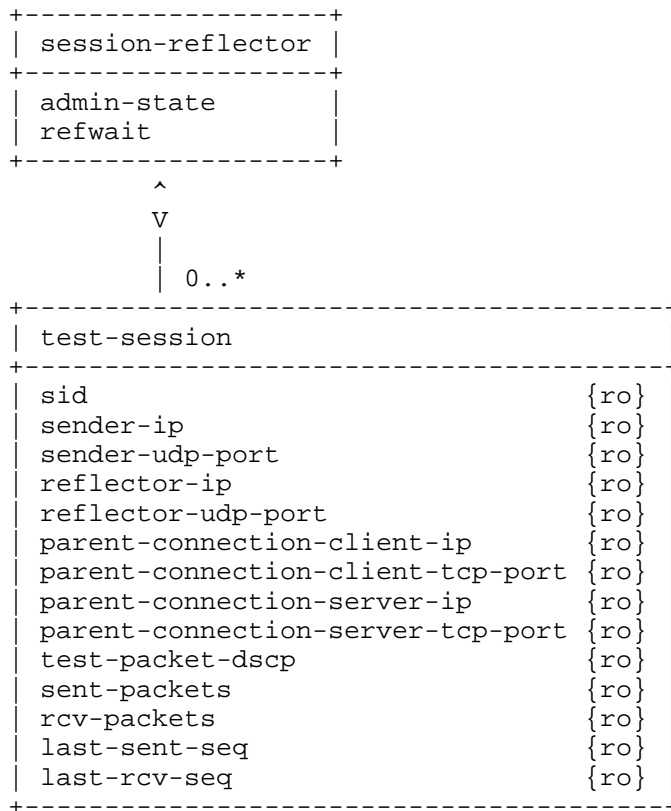 +-------------------+
| session-reflector |
+-------------------+
| admin-state       |
| refwait           |
+-------------------+
         ^
         V
         |
         | 0..*
+----------------------------------------
| test-session
+----------------------------------------
| sid                               {ro} |
| sender-ip                         {ro} |
| sender-udp-port                   {ro} |
| reflector-ip                      {ro} |
| reflector-udp-port                {ro} |
| parent-connection-client-ip       {ro} |
| parent-connection-client-tcp-port {ro} |
| parent-connection-server-ip       {ro} |
| parent-connection-server-tcp-port {ro} |
| test-packet-dscp                  {ro} |
| sent-packets                      {ro} |
| rcv-packets                       {ro} |
| last-sent-seq                     {ro} |
| last-rcv-seq                      {ro} |
+----------------------------------------